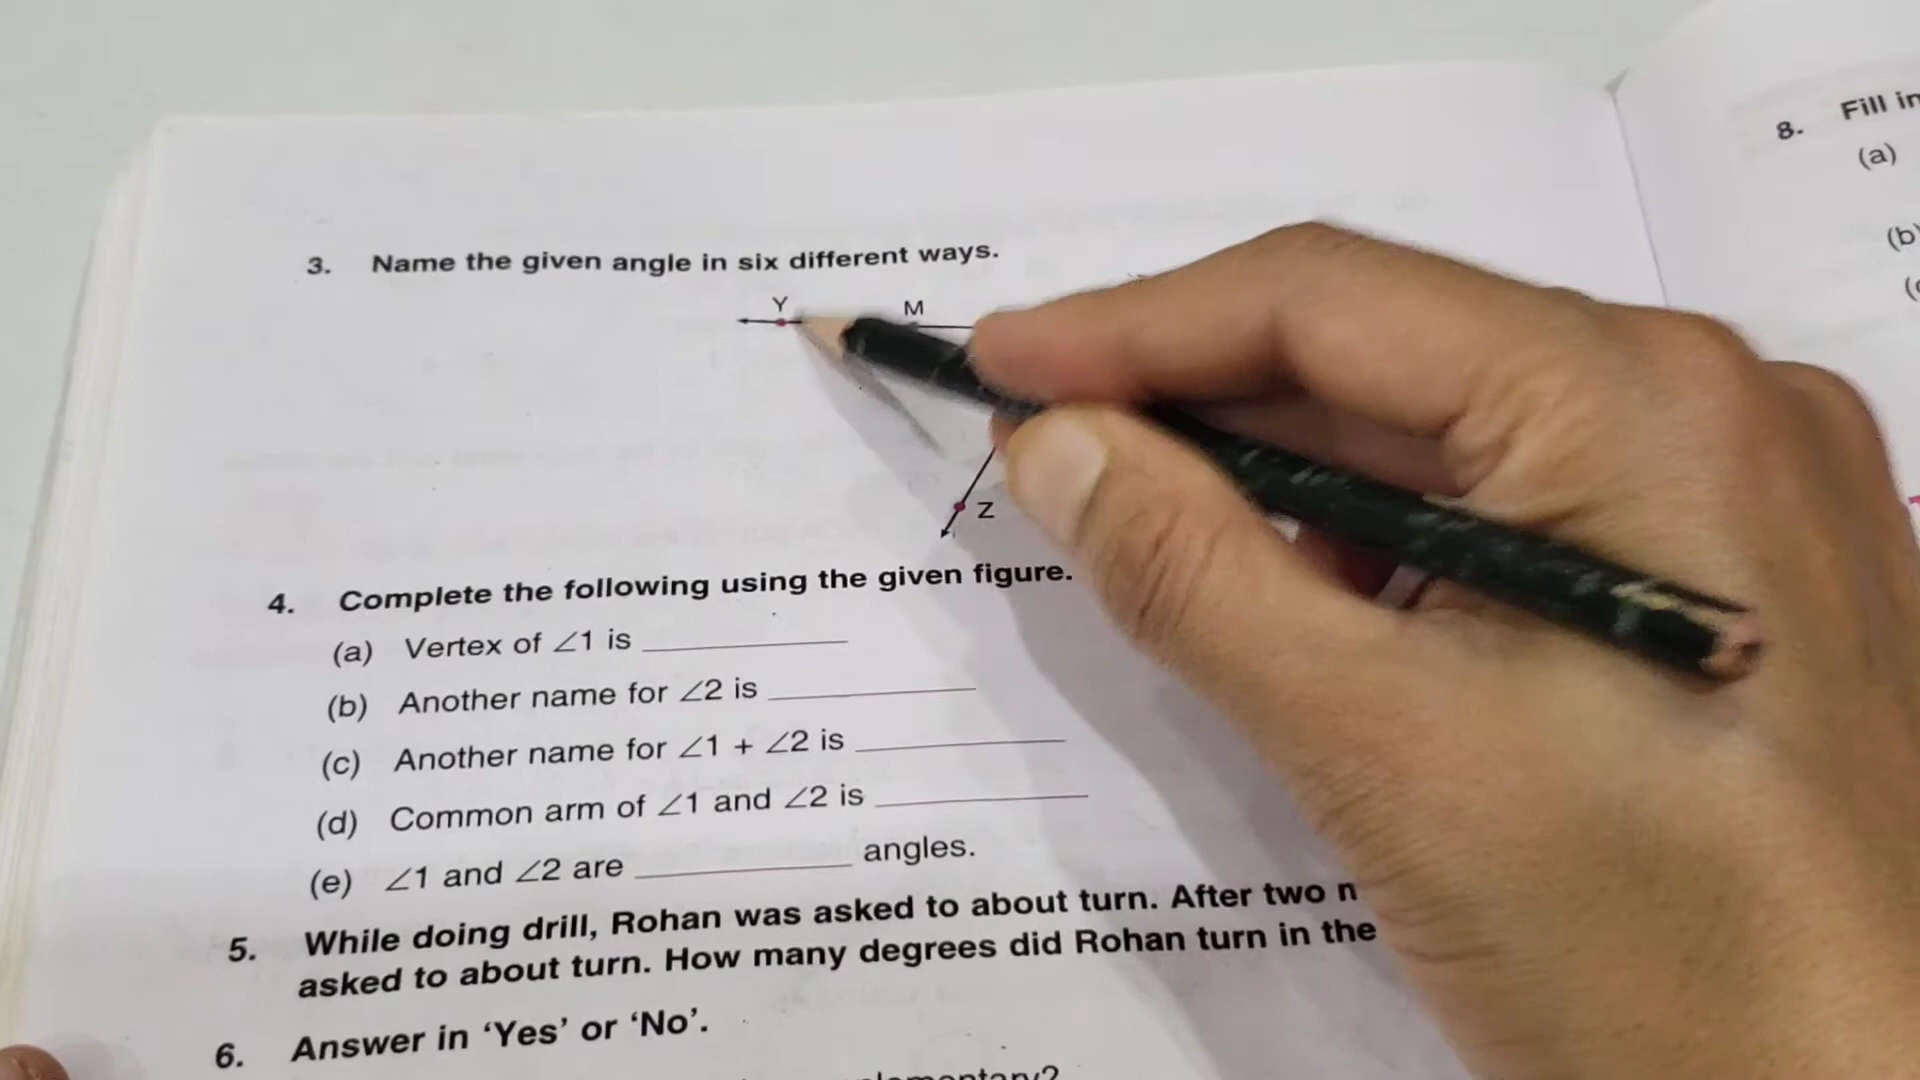 3. Name the given angle in six different ways.
Y M
Z
4. Complete the following using the given figure.
(a) Vertex of ∠1 is
(b) Another name for ∠2 is
(c) Another name for ∠1 + ∠2 is
(d) Common arm of ∠1 and ∠2 is
(e) ∠1 and ∠2 are angles.
5. While doing drill, Rohan was asked to about turn. After two
asked to about turn. How many degrees did Rohan turn in the
6. Answer in ‘Yes’ or ‘No’.
8. Fill in
(a)
(b)